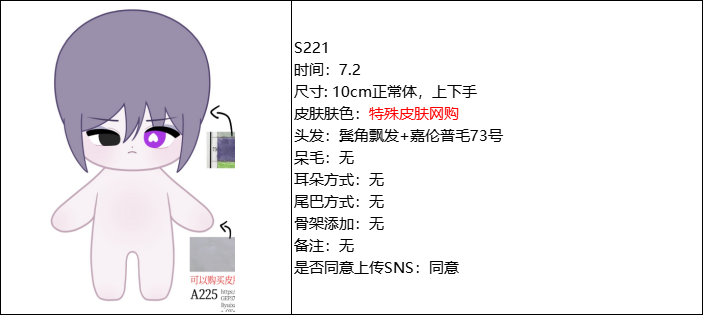 S221
时间：7.2
尺寸: 10cm正常体，上下手
皮肤肤色：特殊皮肤网购
头发：鬓角飘发+嘉伦普毛73号
呆毛：无
耳朵方式：无
尾巴方式：无
骨架添加：无
备注：无
是否同意上传SNS：同意
可以购买皮
A225